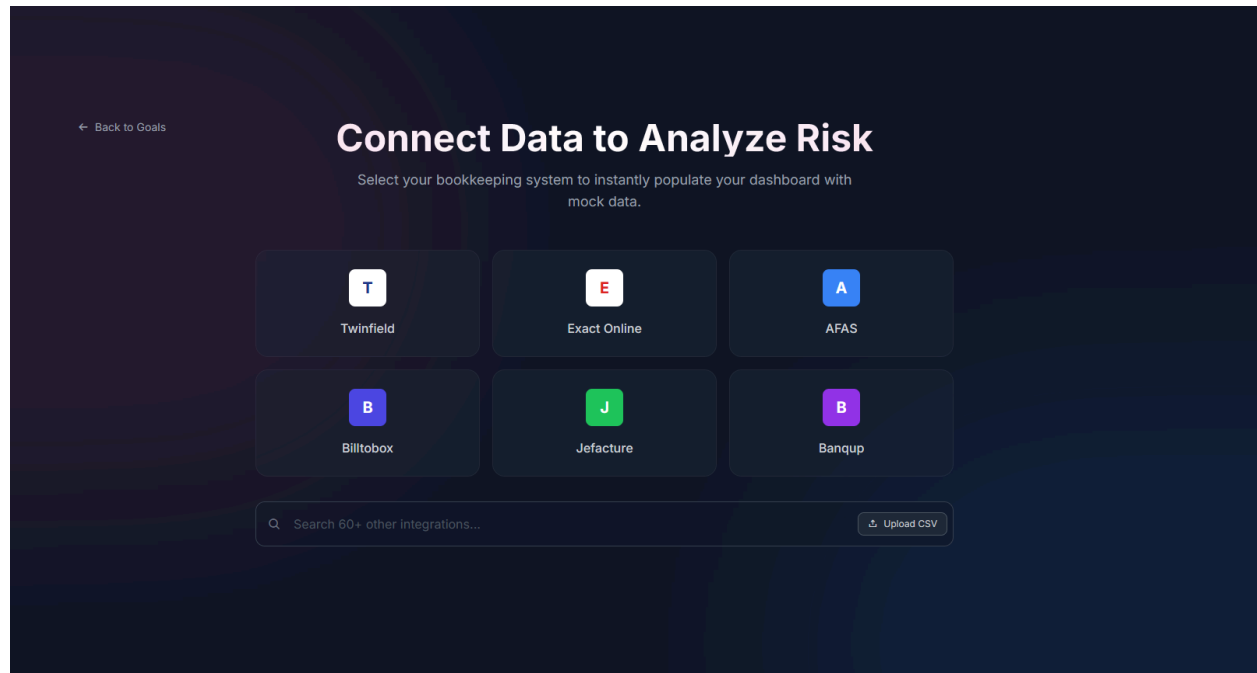 ← Back to Goals
Connect Data to Analyze Risk
Select your bookkeeping system to instantly populate your dashboard with
mock data.
T
Twinfield
E
Exact Online
A
AFAS
B
Billtobox
J
Jefacture
B
Banqup
Search 60+ other integrations...
Upload CSV